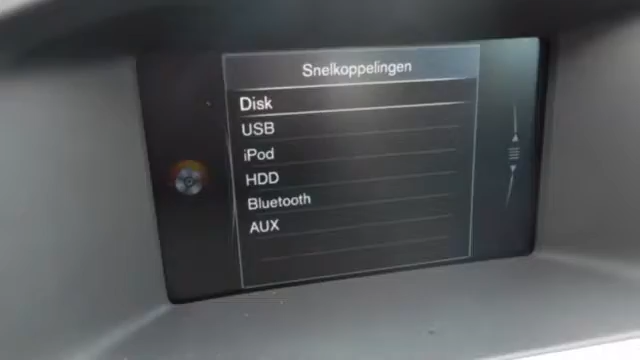 Snelkoppelingen
Disk
USB
iPod
HDD
Bluetooth
AUX